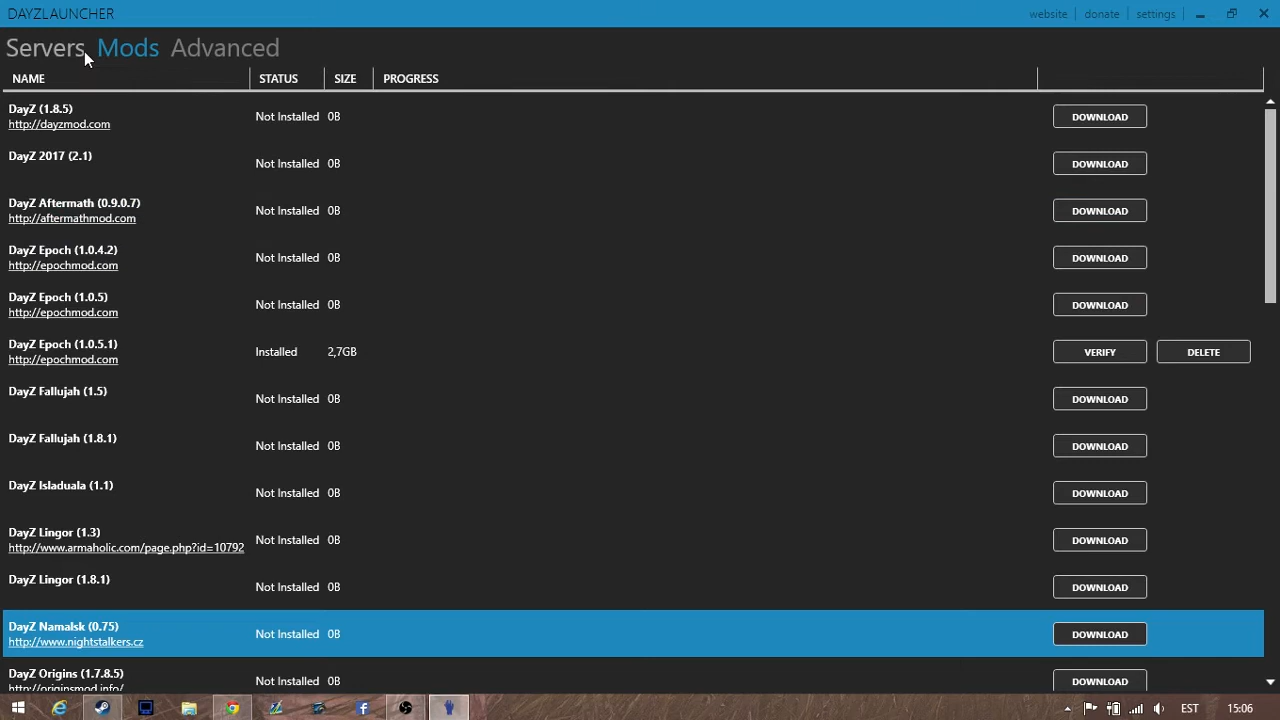 DAYZLAUNCHER website donate settings
Servers Mods Advanced
NAME STATUS SIZE PROGRESS
DayZ (1.8.5)
http://dayzmod.com
Not Installed 0B DOWNLOAD
DayZ 2017 (2.1)
Not Installed 0B DOWNLOAD
DayZ Aftermath (0.9.0.7)
http://aftermathmod.com
Not Installed 0B DOWNLOAD
DayZ Epoch (1.0.4.2)
http://epochmod.com
Not Installed 0B DOWNLOAD
DayZ Epoch (1.0.5)
http://epochmod.com
Not Installed 0B DOWNLOAD
DayZ Epoch (1.0.5.1)
http://epochmod.com
Installed 2,7GB VERIFY DELETE
DayZ Fallujah (1.5)
Not Installed 0B DOWNLOAD
DayZ Fallujah (1.8.1)
Not Installed 0B DOWNLOAD
DayZ Isladuala (1.1)
Not Installed 0B DOWNLOAD
DayZ Lingor (1.3)
http://www.armaholic.com/page.php?id=10792
Not Installed 0B DOWNLOAD
DayZ Lingor (1.8.1)
Not Installed 0B DOWNLOAD
DayZ Namalsk (0.75)
http://www.nightstalkers.cz
Not Installed 0B DOWNLOAD
DayZ Origins (1.7.8.5)
http://originsmod.info/
Not Installed 0B DOWNLOAD
EST 15:06